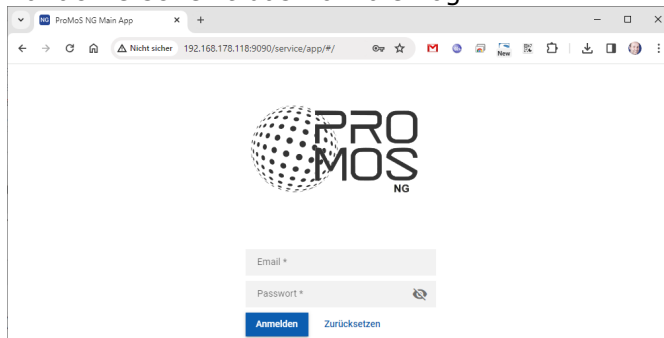 ProMoS NG Main App
Nicht sicher 192.168.178.118:9090/service/app/#/
New
PRO
MOS
NG
Email *
Passwort *
Anmelden Zurücksetzen